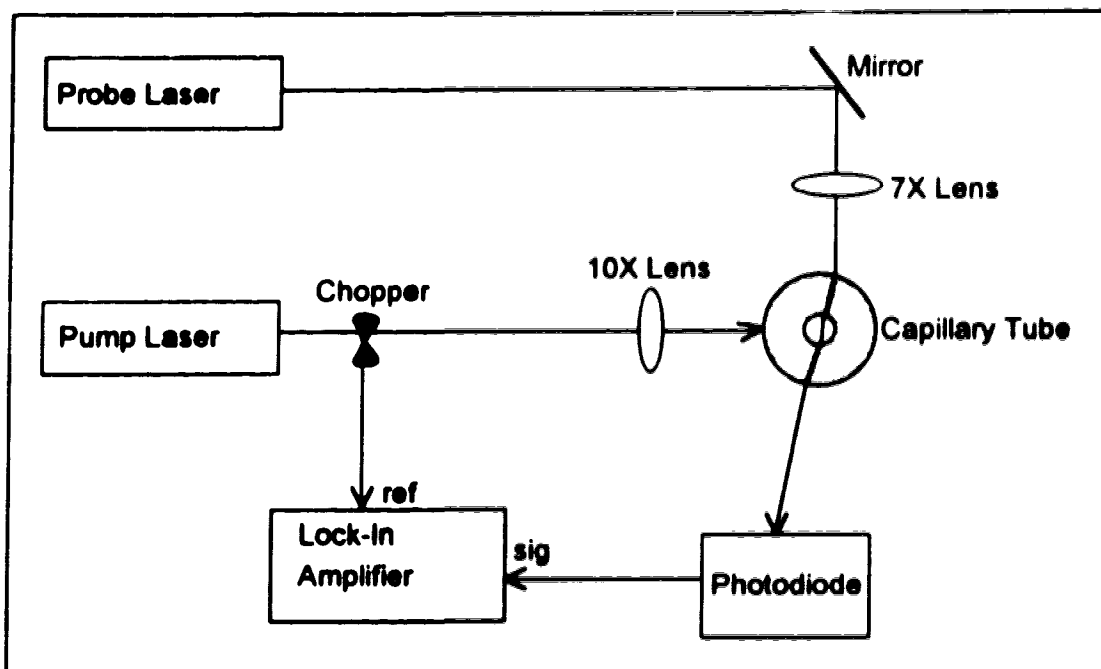 Mirror
Probe Laser
7X Lens
10X Lens
Chopper
Pump Laser
Capillary Tube
ref
Lock-In
Amplifier
sig
Photodiode